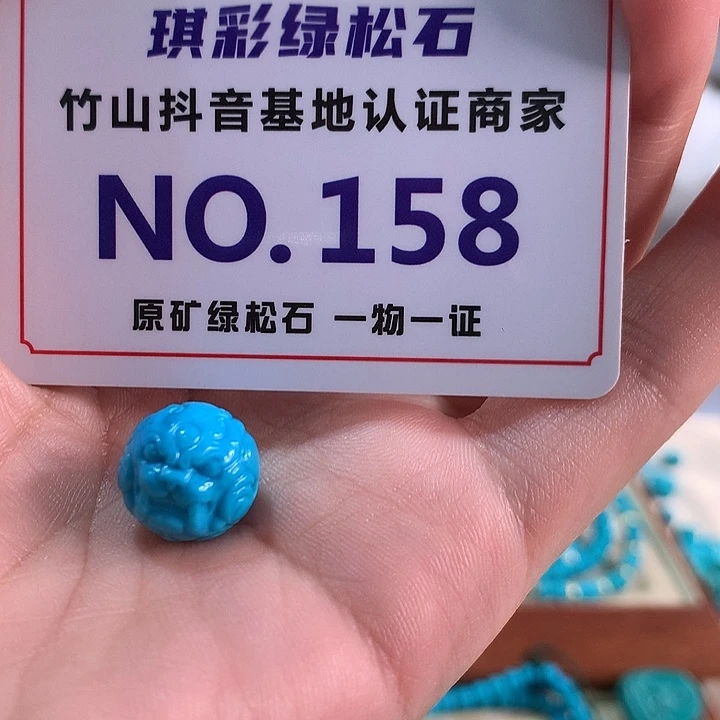 琪彩绿松石
竹山抖音基地认证商家
NO.158
原矿绿松石 一物一证